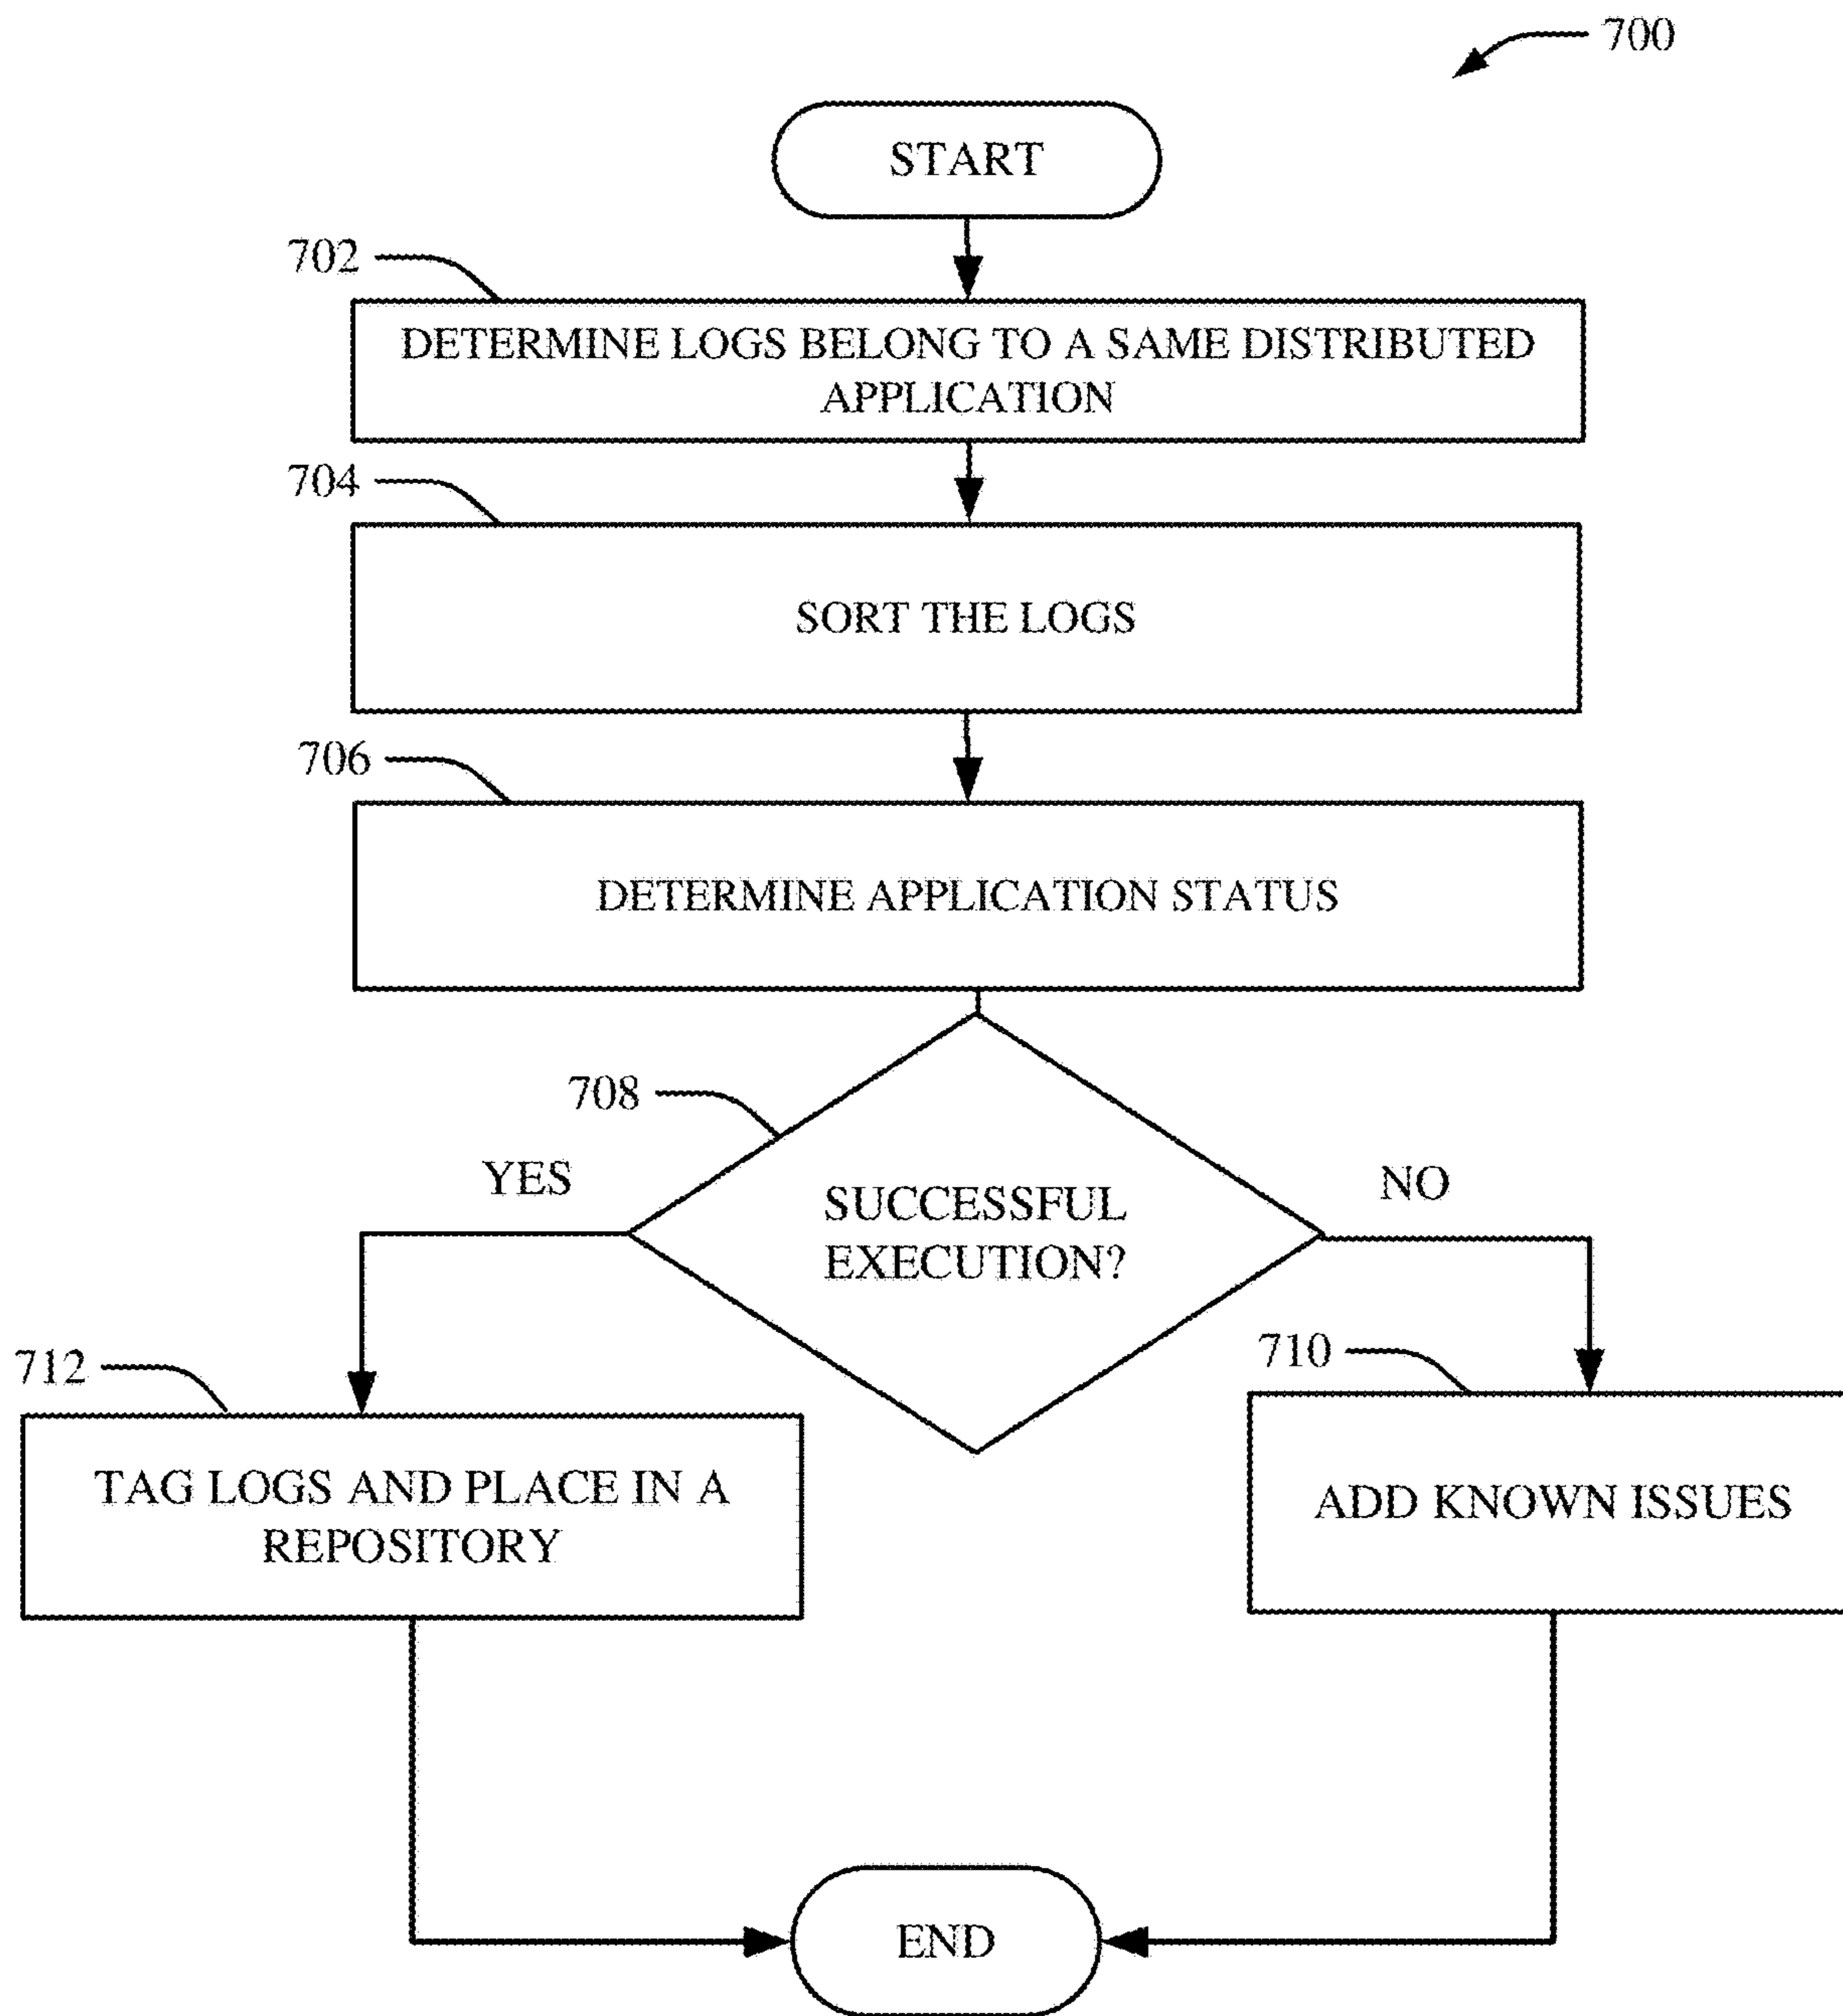 700
START
702
DETERMINE LOGS BELONG TO A SAME DISTRIBUTED
APPLICATION
704
SORT THE LOGS
706
DETERMINE APPLICATION STATUS
708
YES
NO
SUCCESSFUL
EXECUTION?
712
710
TAG LOGS AND PLACE IN A
REPOSITORY
ADD KNOWN ISSUES
END